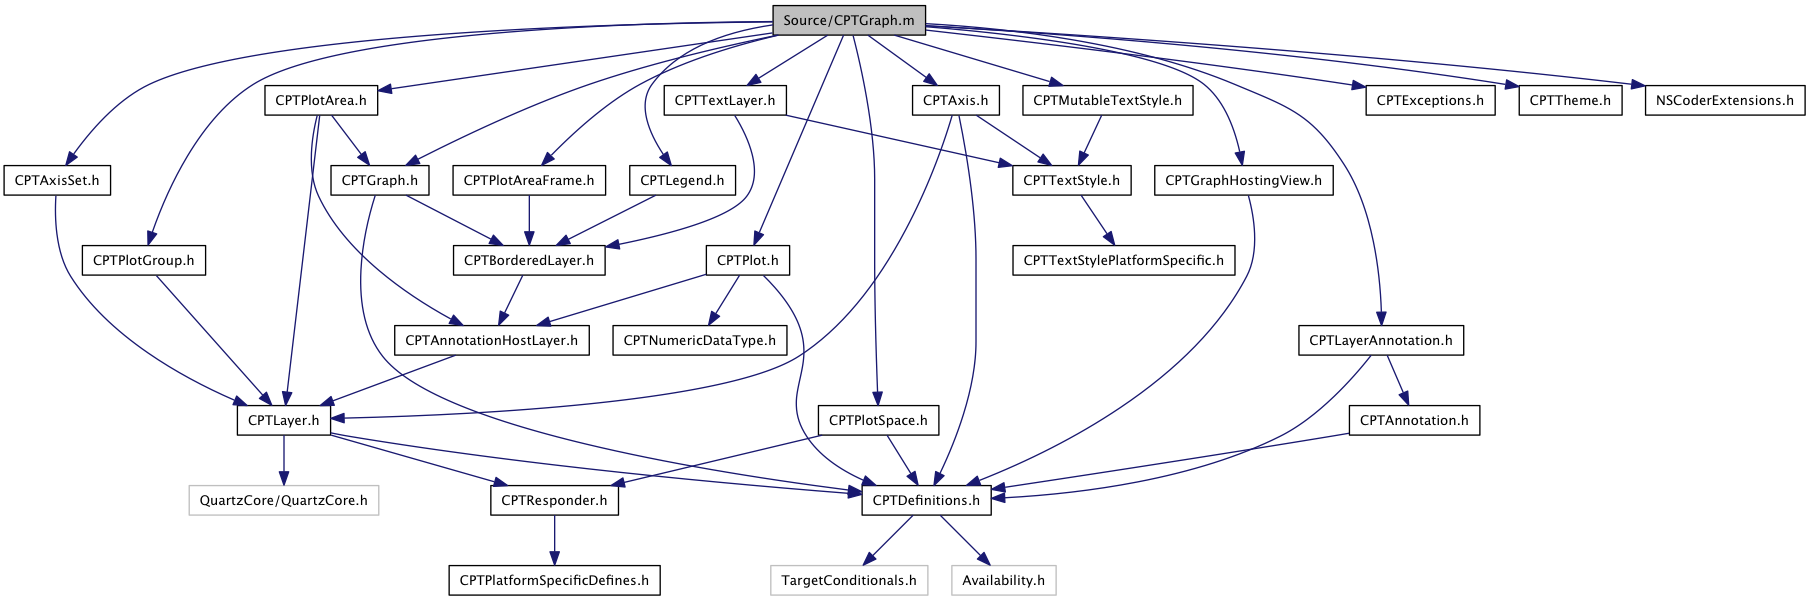 Source/CPTGraph.m
CPTPlotArea.h
CPTTextLayer.h
CPTAxis.h
CPTMutableTextStyle.h
CPTExceptions.h
CPTTheme.h
NSCoderExtensions.h
CPTAxisSet.h
CPTGraph.h
CPTPlotAreaFrame.h
CPTLegend.h
CPTTextStyle.h
CPTGraphHostingView.h
CPTPlotGroup.h
CPTBorderedLayer.h
CPTPlot.h
CPTTextStylePlatformSpecific.h
CPTAnnotationHostLayer.h
CPTNumericDataType.h
CPTLayerAnnotation.h
CPTLayer.h
CPTPlotSpace.h
CPTAnnotation.h
QuartzCore/QuartzCore.h
CPTResponder.h
CPTDefinitions.h
CPTPlatformSpecificDefines.h
TargetConditionals.h
Availability.h